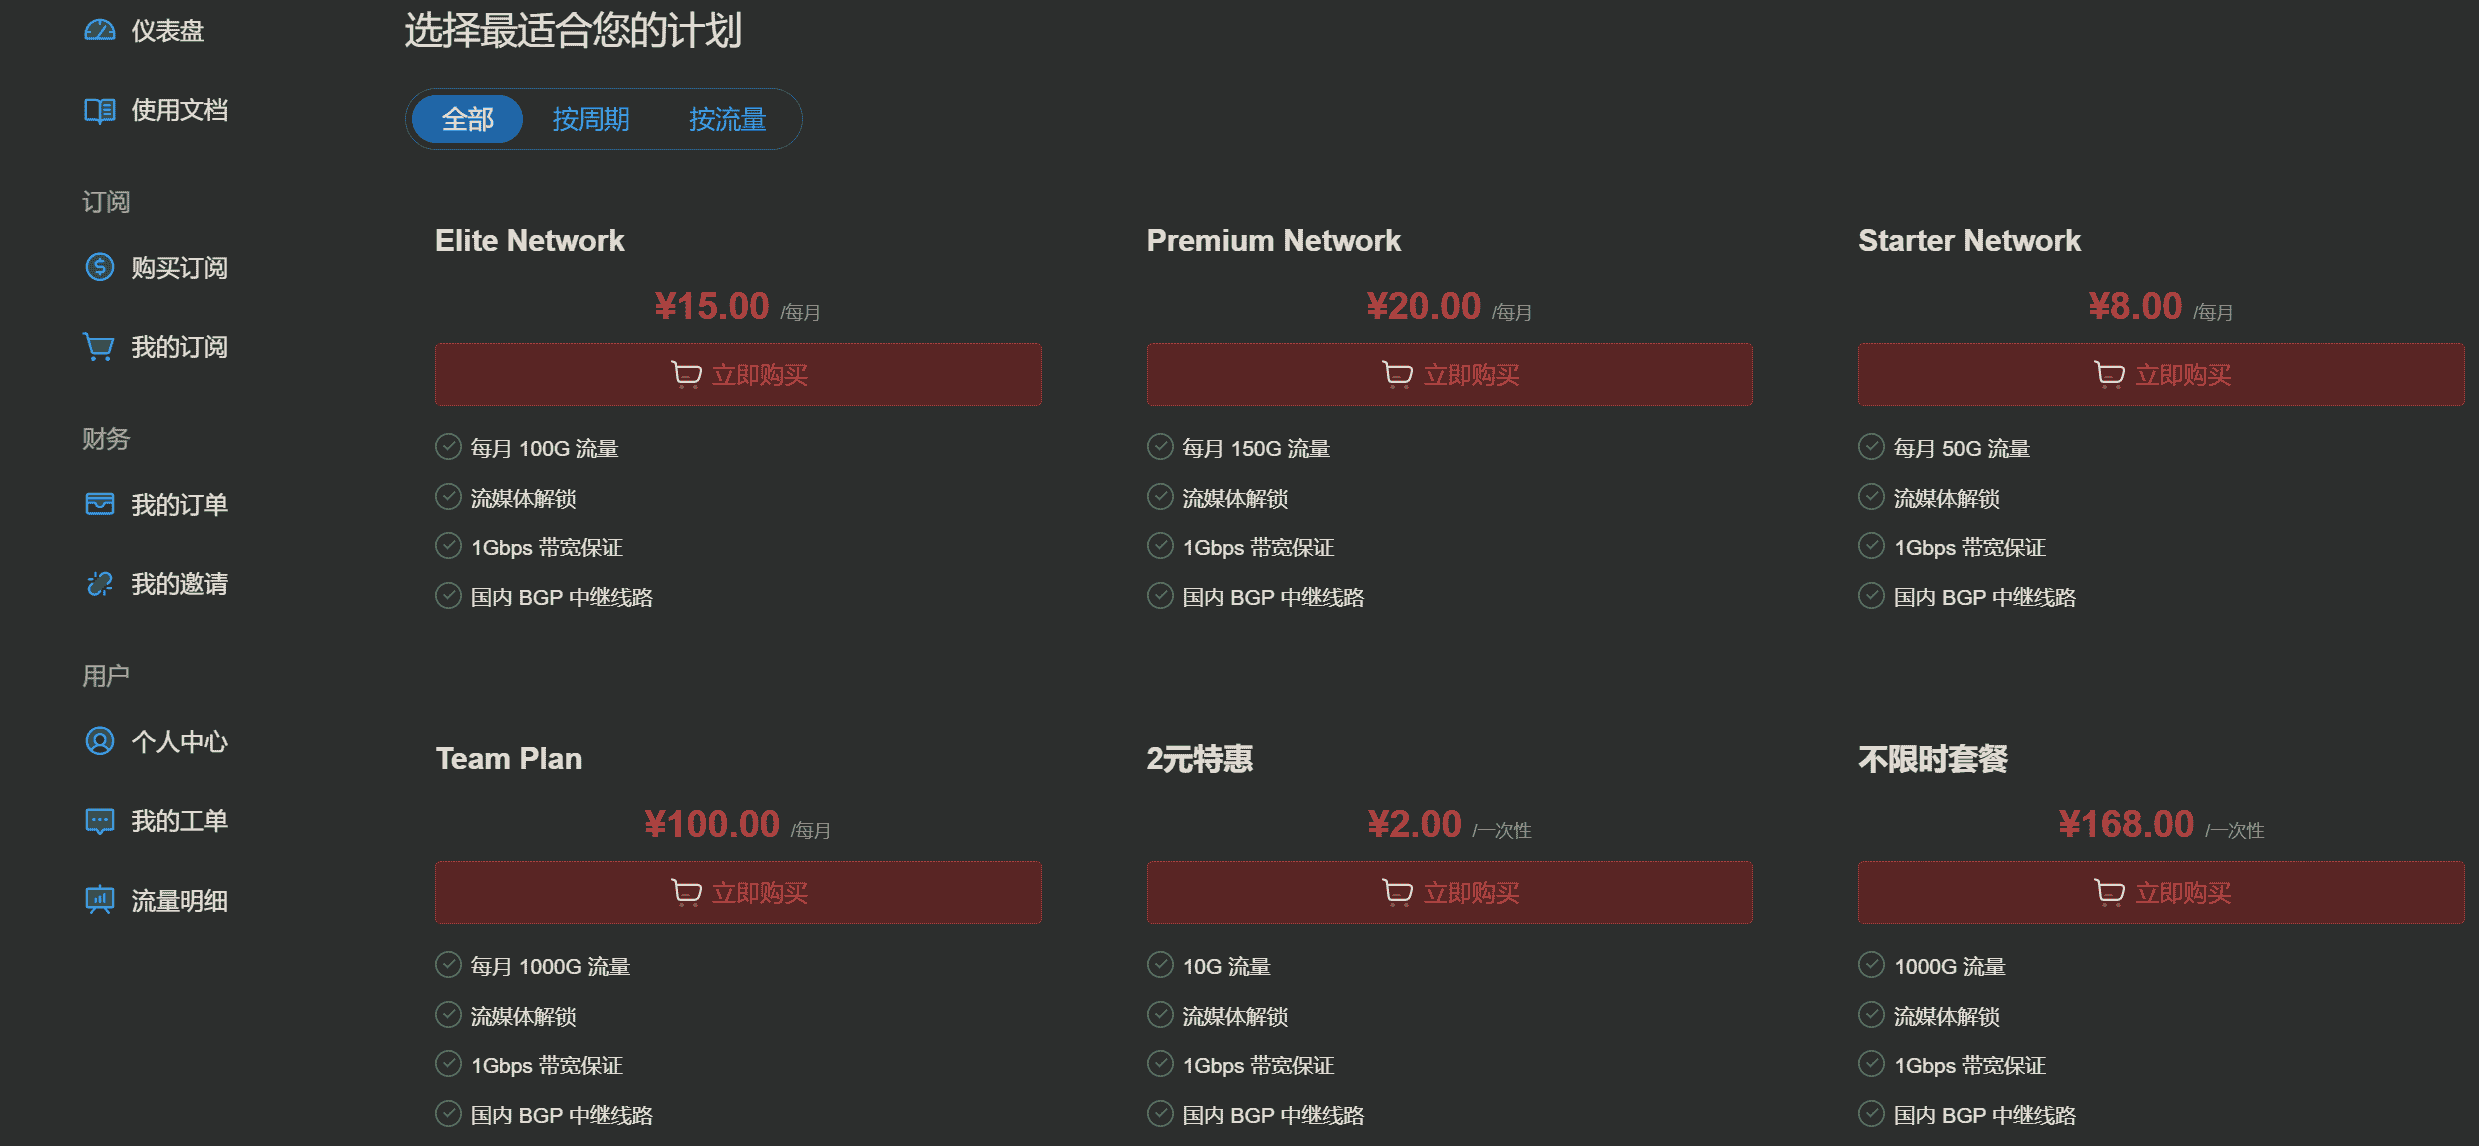 仪表盘
使用文档
订阅
购买订阅
我的订阅
财务
我的订单
我的邀请
用户
个人中心
我的工单
流量明细
选择最适合您的计划
全部
按周期
按流量
Elite Network
¥15.00 /每月
立即购买
每月 100G 流量
流媒体解锁
1Gbps 带宽保证
国内 BGP 中继线路
Premium Network
¥20.00 /每月
立即购买
每月 150G 流量
流媒体解锁
1Gbps 带宽保证
国内 BGP 中继线路
Starter Network
¥8.00 /每月
立即购买
每月 50G 流量
流媒体解锁
1Gbps 带宽保证
国内 BGP 中继线路
Team Plan
¥100.00 /每月
立即购买
每月 1000G 流量
流媒体解锁
1Gbps 带宽保证
国内 BGP 中继线路
2元特惠
¥2.00 /一次性
立即购买
10G 流量
流媒体解锁
1Gbps 带宽保证
国内 BGP 中继线路
不限时套餐
¥168.00 /一次性
立即购买
1000G 流量
流媒体解锁
1Gbps 带宽保证
国内 BGP 中继线路